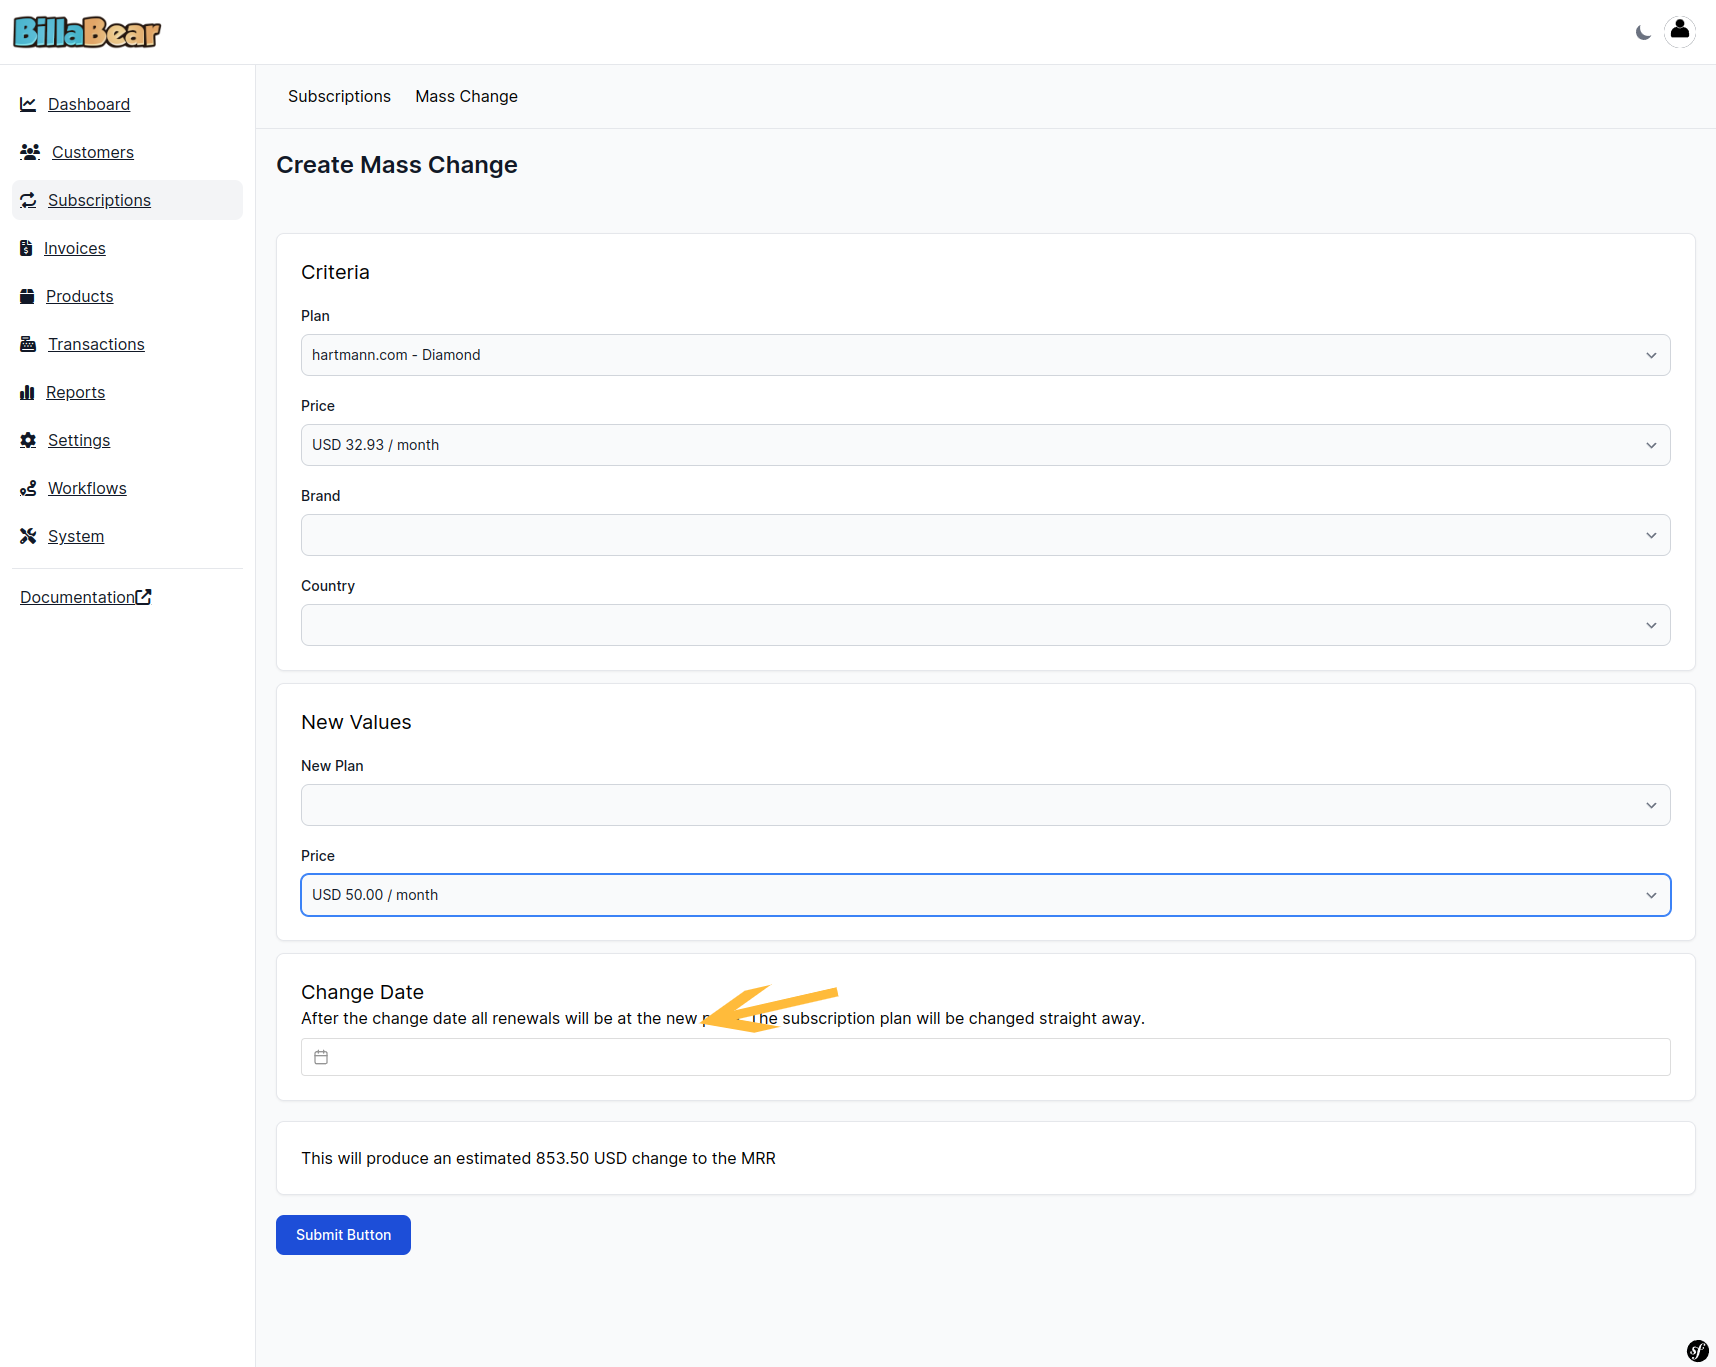 BillaBear
Dashboard
Customers
Subscriptions
Invoices
Products
Transactions
Reports
Settings
Workflows
System
Documentation
Subscriptions Mass Change
Create Mass Change
Criteria
Plan
hartmann.com - Diamond
Price
USD 32.93 / month
Brand
Country
New Values
New Plan
Price
USD 50.00 / month
Change Date
After the change date all renewals will be at the new The subscription plan will be changed straight away.
This will produce an estimated 853.50 USD change to the MRR
Submit Button
sf